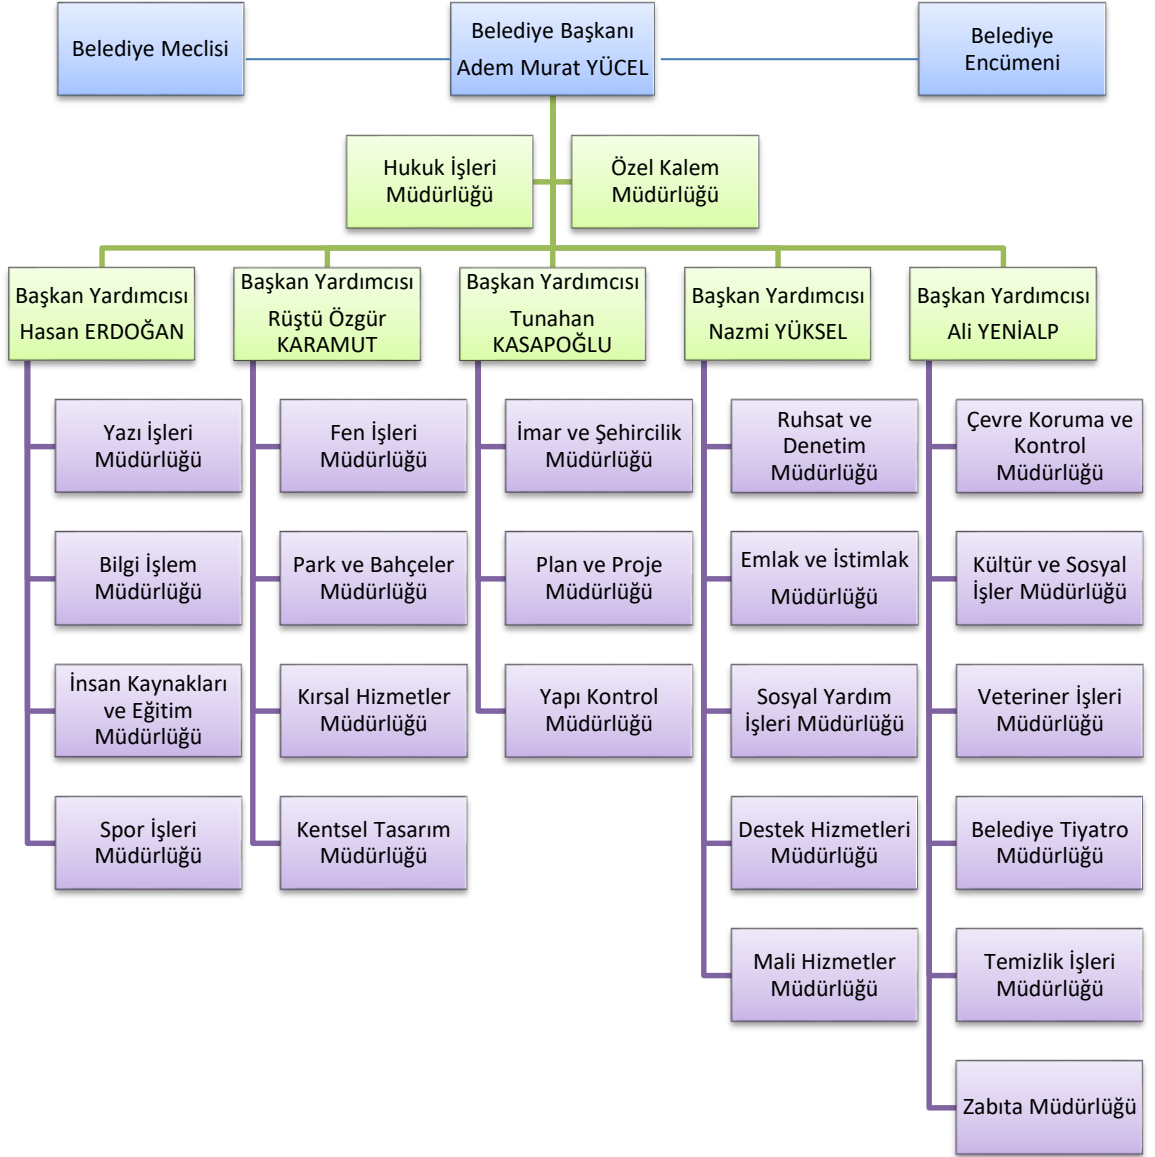 Belediye Meclisi
Belediye Başkanı
Adem Murat YÜCEL
Belediye
Encümeni
Hukuk İşleri
Müdürlüğü
Özel Kalem
Müdürlüğü
Başkan Yardımcısı
Hasan ERDOĞAN
Başkan Yardımcısı
Rüştü Özgür
KARAMUT
Başkan Yardımcısı
Tunahan
KASAPOĞLU
Başkan Yardımcısı
Nazmi YÜKSEL
Başkan Yardımcısı
Ali YENİALP
Yazı İşleri
Müdürlüğü
Fen İşleri
Müdürlüğü
İmar ve Şehircilik
Müdürlüğü
Ruhsat ve
Denetim
Müdürlüğü
Çevre Koruma ve
Kontrol
Müdürlüğü
Bilgi İşlem
Müdürlüğü
Park ve Bahçeler
Müdürlüğü
Plan ve Proje
Müdürlüğü
Emlak ve İstimlak
Müdürlüğü
Kültür ve Sosyal
İşler Müdürlüğü
İnsan Kaynakları
ve Eğitim
Müdürlüğü
Kırsal Hizmetler
Müdürlüğü
Yapı Kontrol
Müdürlüğü
Sosyal Yardım
İşleri Müdürlüğü
Veteriner İşleri
Müdürlüğü
Spor İşleri
Müdürlüğü
Kentsel Tasarım
Müdürlüğü
Destek Hizmetleri
Müdürlüğü
Belediye Tiyatro
Müdürlüğü
Mali Hizmetler
Müdürlüğü
Temizlik İşleri
Müdürlüğü
Zabıta Müdürlüğü